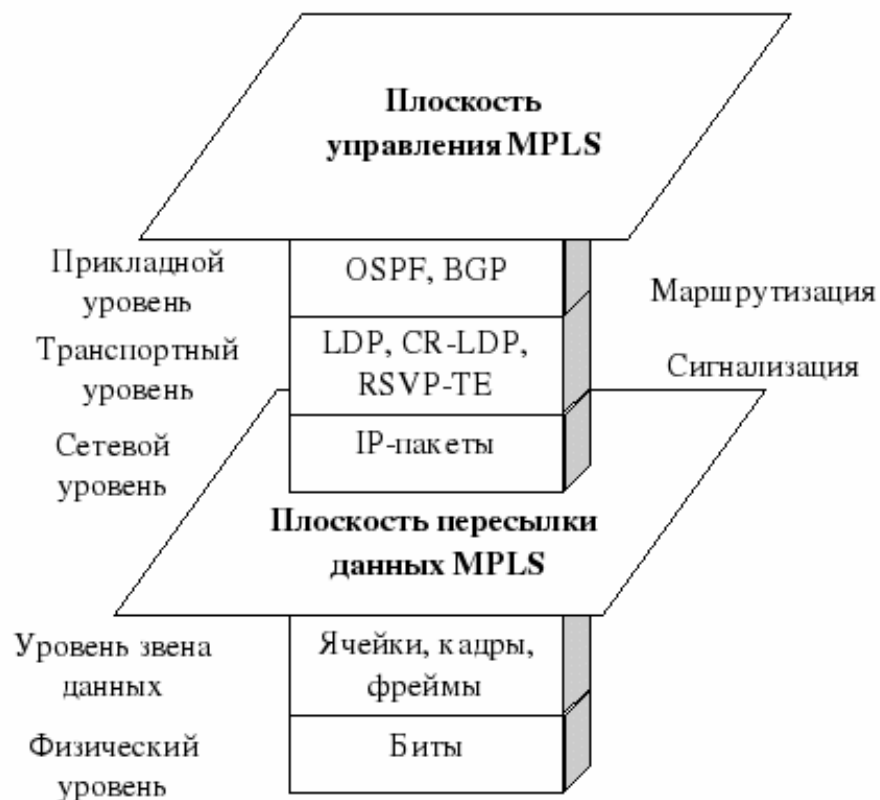 Плоскость
управления MPLS
Прикладной
уровень
OSPF, BGP
Маршрутизация
Транспортный
уровень
LDP, CR-LDP,
RSVP-TE
Сигнализация
Сетевой
уровень
IP-пакеты
Плоскость пересылки
данных MPLS
Уровень звена
данных
Ячейки, кадры,
фреймы
Физический
уровень
Биты